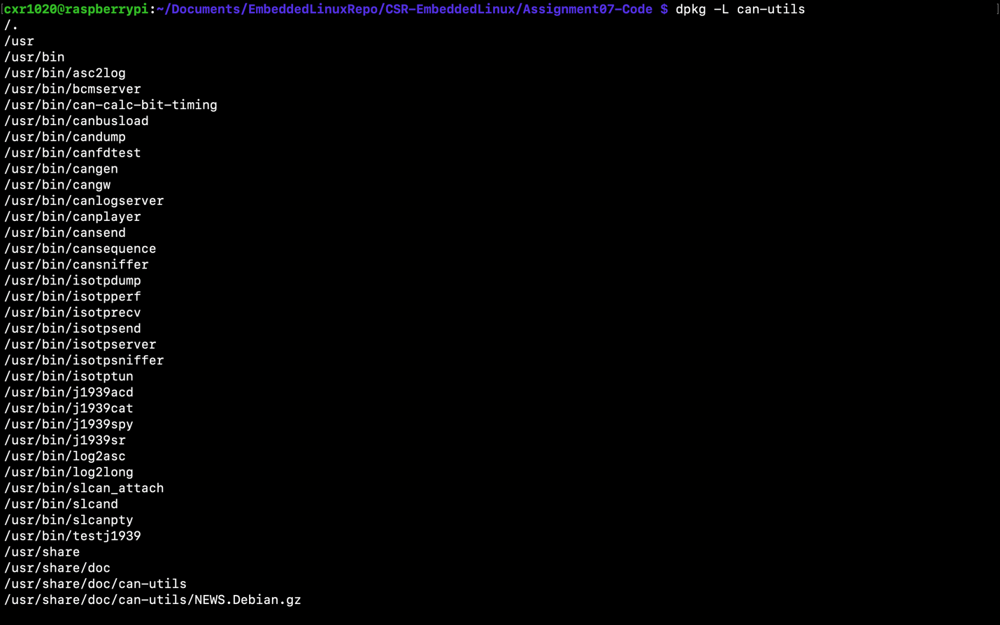 [cxr1020@raspberrypi:~/Documents/EmbeddedLinuxRepo/CSR-EmbeddedLinux/Assignment07-Code $ dpkg -L can-utils ]
/.
/usr
/usr/bin
/usr/bin/asc2log
/usr/bin/bcmserver
/usr/bin/can-calc-bit-timing
/usr/bin/canbusload
/usr/bin/candump
/usr/bin/canfdtest
/usr/bin/cangen
/usr/bin/cangw
/usr/bin/canlogserver
/usr/bin/canplayer
/usr/bin/cansend
/usr/bin/cansequence
/usr/bin/cansniffer
/usr/bin/isotpdump
/usr/bin/isotpperf
/usr/bin/isotprecv
/usr/bin/isotpsend
/usr/bin/isotpserver
/usr/bin/isotpsniffer
/usr/bin/isotptun
/usr/bin/j1939acd
/usr/bin/j1939cat
/usr/bin/j1939spy
/usr/bin/j1939sr
/usr/bin/log2asc
/usr/bin/log2long
/usr/bin/slcan_attach
/usr/bin/slcand
/usr/bin/slcanpty
/usr/bin/testj1939
/usr/share
/usr/share/doc
/usr/share/doc/can-utils
/usr/share/doc/can-utils/NEWS.Debian.gz